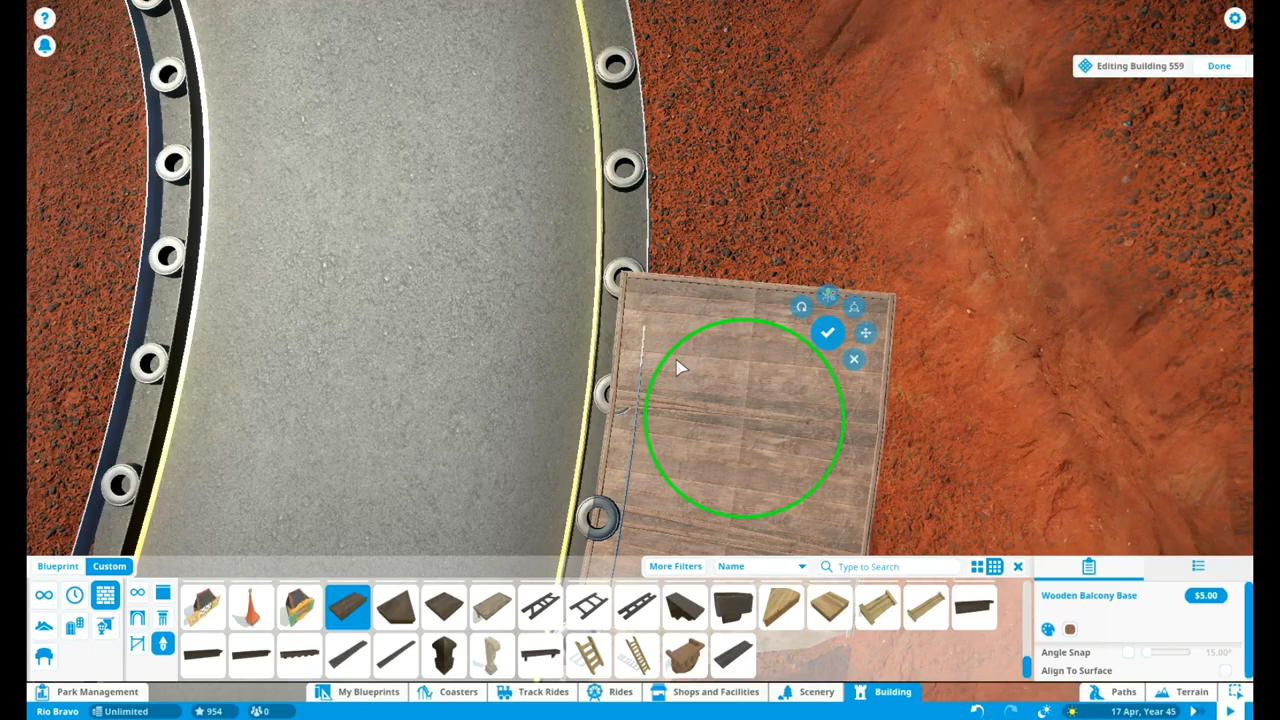 ?
Editing Building 559 Done
Blueprint Custom
More Filters Name Type to Search
Wooden Balcony Base $5.00
Angle Snap 15.00°
Align To Surface
Park Management My Blueprints Coasters Track Rides Rides Shops and Facilities Scenery Building Paths Terrain
Rio Bravo Unlimited 954 0 17 Apr, Year 45